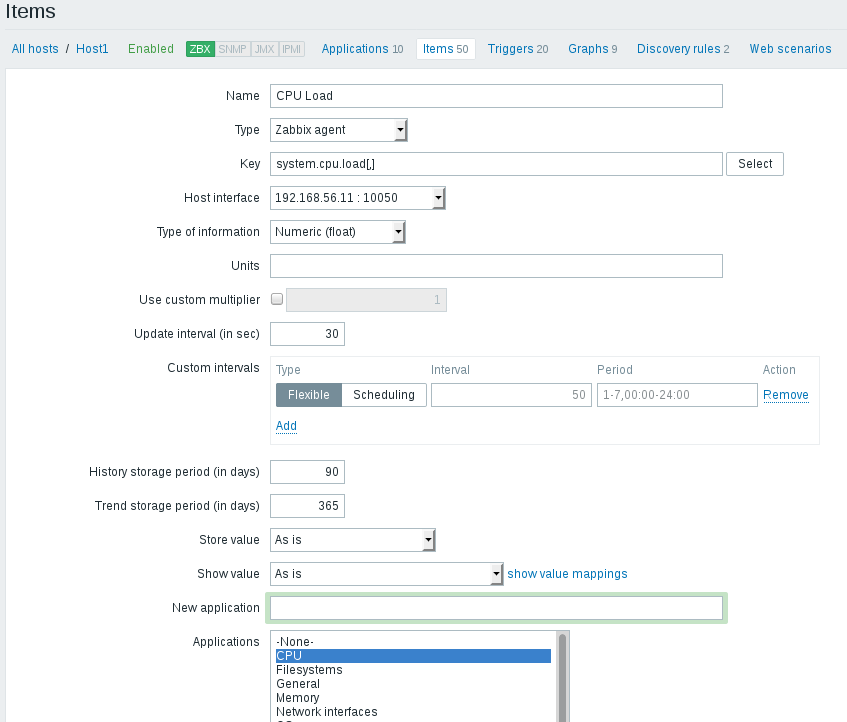 Items
All hosts / Host1 Enabled ZBX SNMP JMX IPMI Applications 10 Items 50 Triggers 20 Graphs 9 Discovery rules 2 Web scenarios
Name CPU Load
Type Zabbix agent
Key system.cpu.load[,] Select
Host interface 192.168.56.11 : 10050
Type of information Numeric (float)
Units
Use custom multiplier 1
Update interval (in sec) 30
Custom intervals Type Interval Period Action
Flexible Scheduling 50 1-7,00:00-24:00 Remove
Add
History storage period (in days) 90
Trend storage period (in days) 365
Store value As is
Show value As is show value mappings
New application
Applications -None-
CPU
Filesystems
General
Memory
Network interfaces